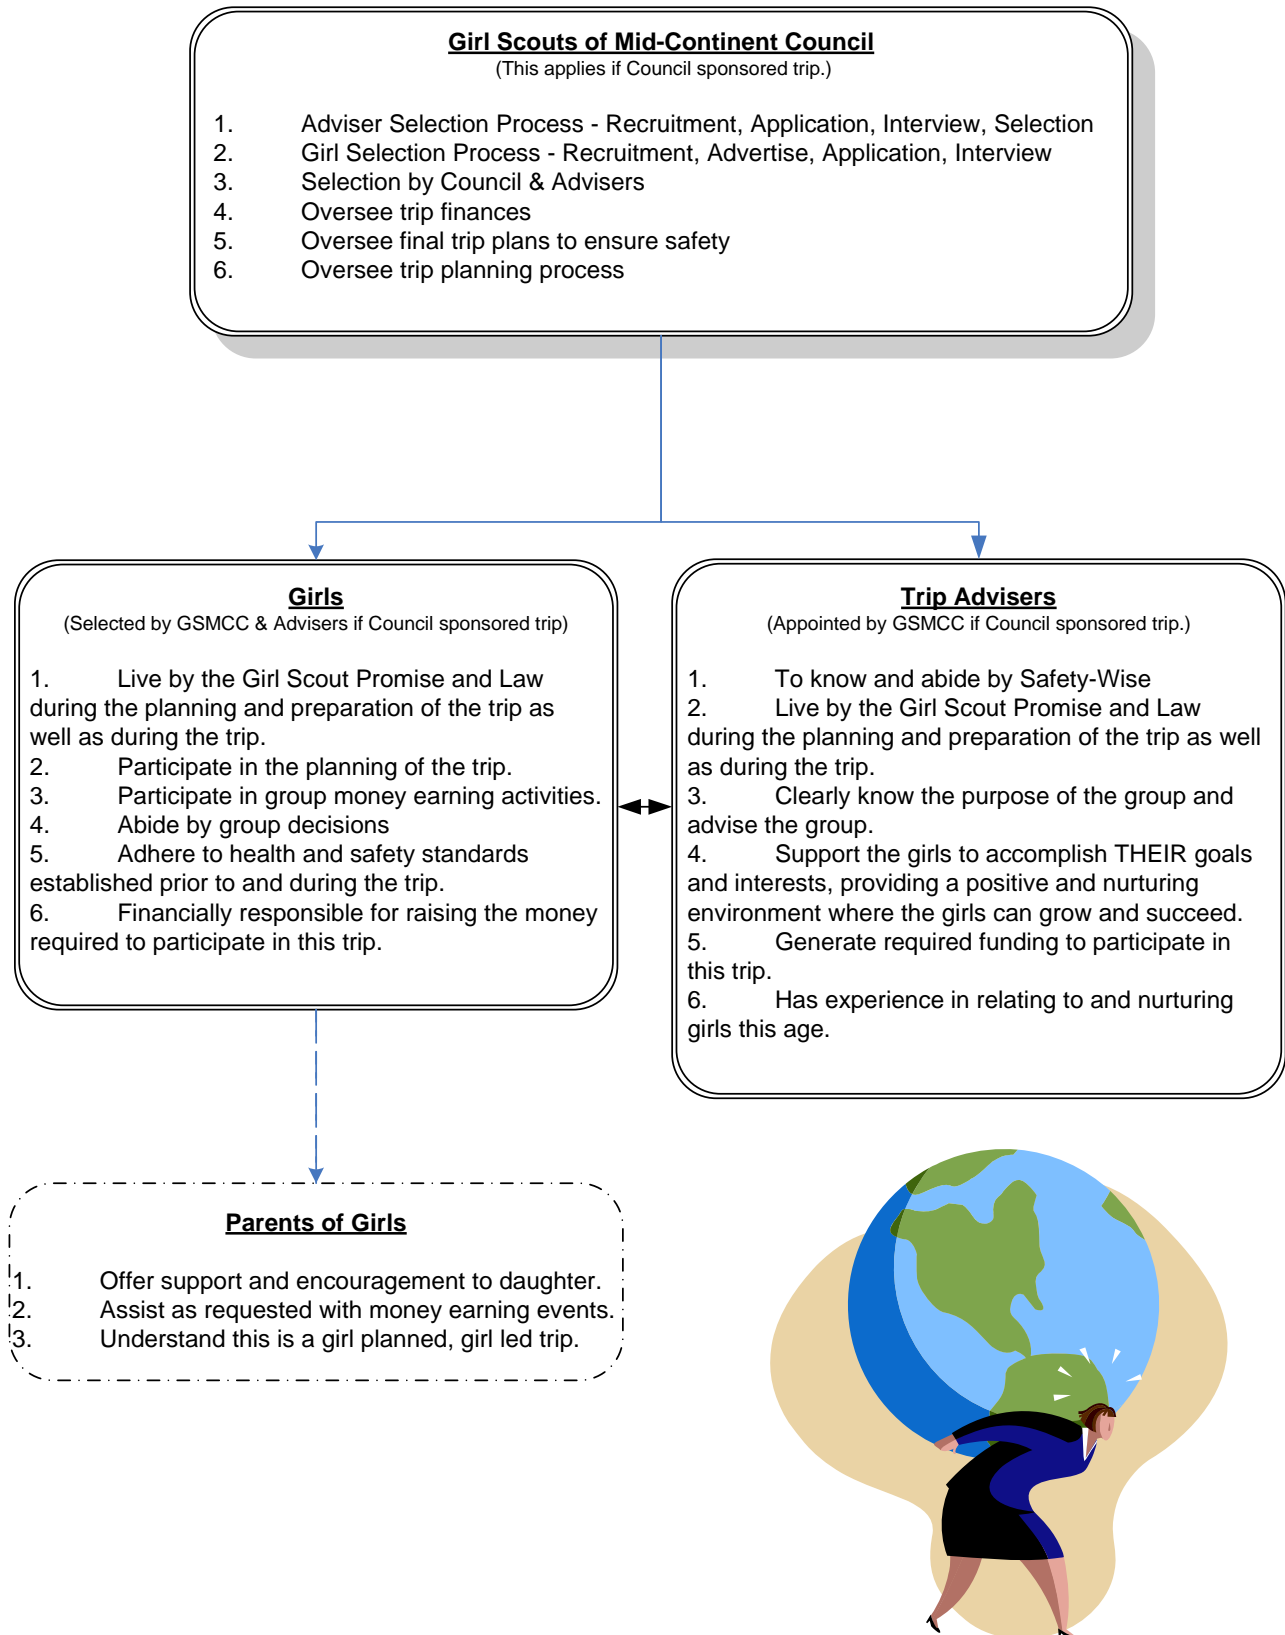 Girl Scouts of Mid-Continent Council
(This applies if Council sponsored trip.)
1. Adviser Selection Process - Recruitment, Application, Interview, Selection
2. Girl Selection Process - Recruitment, Advertise, Application, Interview
3. Selection by Council & Advisers
4. Oversee trip finances
5. Oversee final trip plans to ensure safety
6. Oversee trip planning process
Girls
(Selected by GSMCC & Advisers if Council sponsored trip)
1. Live by the Girl Scout Promise and Law
during the planning and preparation of the trip as
well as during the trip.
2. Participate in the planning of the trip.
3. Participate in group money earning activities.
4. Abide by group decisions
5. Adhere to health and safety standards
established prior to and during the trip.
6. Financially responsible for raising the money
required to participate in this trip.
Trip Advisers
(Appointed by GSMCC if Council sponsored trip.)
1. To know and abide by Safety-Wise
2. Live by the Girl Scout Promise and Law
during the planning and preparation of the trip as well
as during the trip.
3. Clearly know the purpose of the group and
advise the group.
4. Support the girls to accomplish THEIR goals
and interests, providing a positive and nurturing
environment where the girls can grow and succeed.
5. Generate required funding to participate in
this trip.
6. Has experience in relating to and nurturing
girls this age.
Parents of Girls
1. Offer support and encouragement to daughter.
2. Assist as requested with money earning events.
3. Understand this is a girl planned, girl led trip.